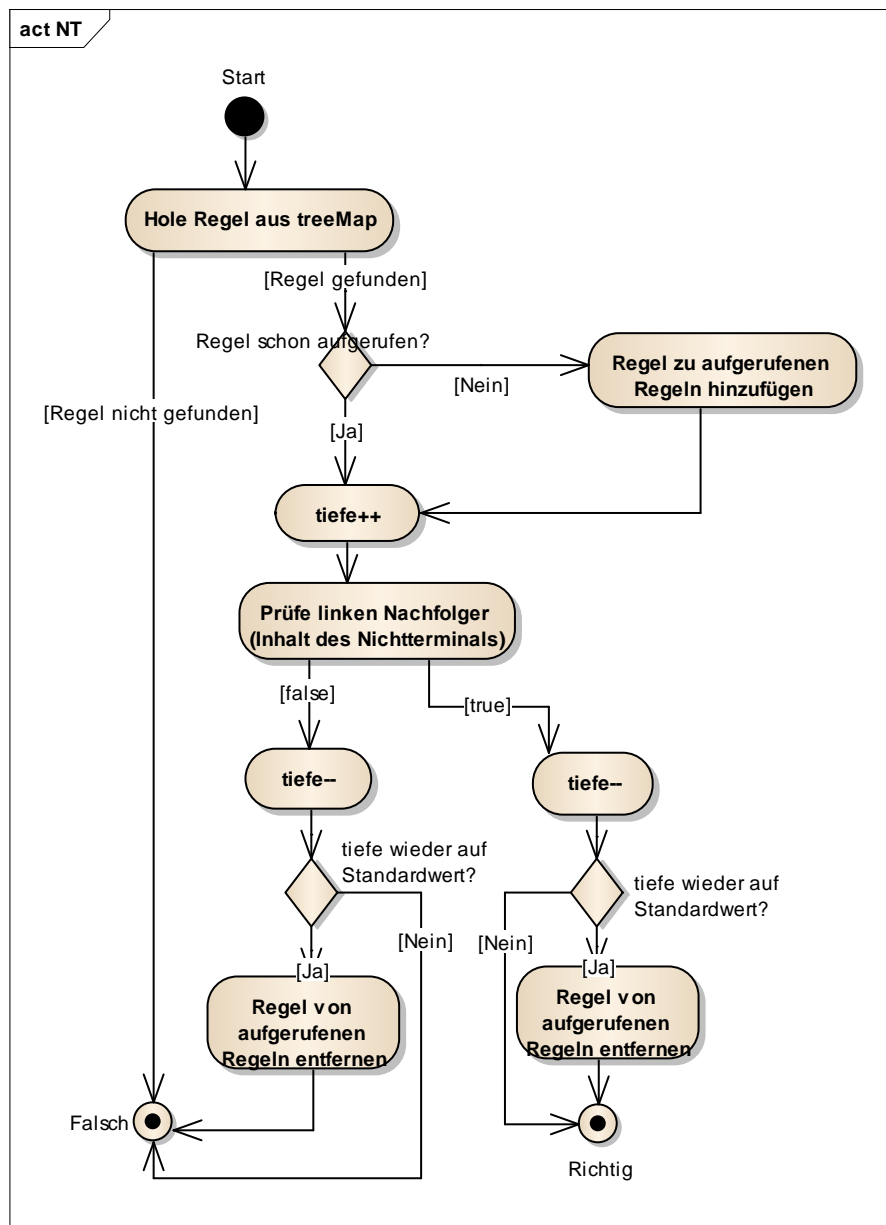 act NT
Start
Hole Regel aus treeMap
[Regel gefunden]
Regel schon aufgerufen?
Regel zu aufgerufenen
Regeln hinzufügen
[Nein]
[Regel nicht gefunden]
[Ja]
tiefe++
Prüfe linken Nachfolger
(Inhalt des Nichtterminals)
[false]
[true]
tiefe--
tiefe--
tiefe wieder auf
Standardwert?
tiefe wieder auf
Standardwert?
[Nein]
[Nein]
[Ja]
[Ja]
Regel von
aufgerufenen
Regeln entfernen
Regel von
aufgerufenen
Regeln entfernen
Falsch
Richtig